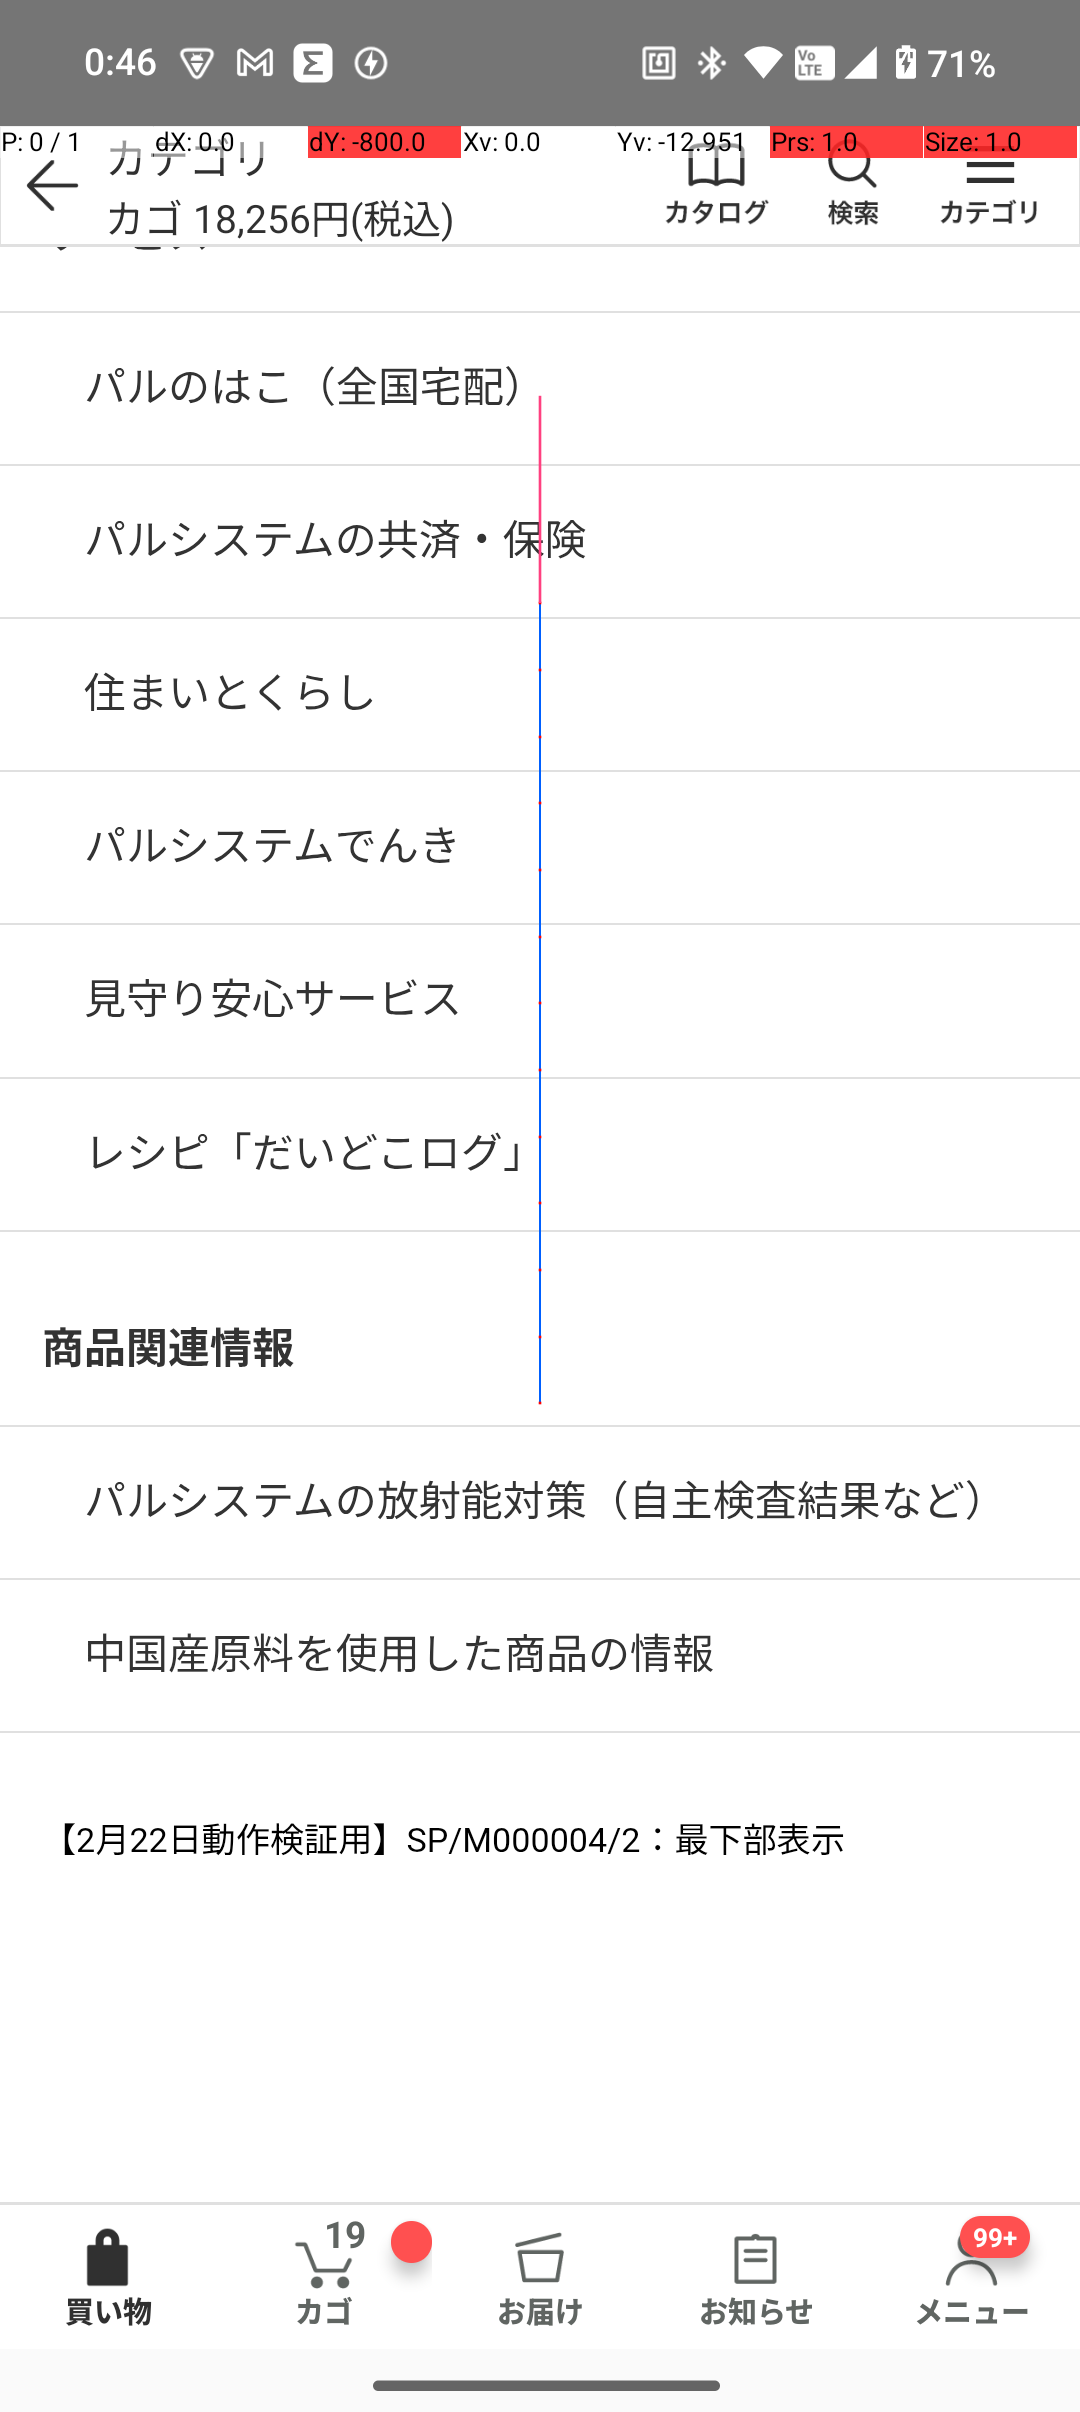 0:46
Vo LTE
71%
P: 0 / 1
dX: 0.0
dY: -800.0
Xv: 0.0
Yv: -12.951
Prs: 1.0
Size: 1.0
カテゴリ
カゴ 18,256円(税込)
カタログ
検索
カテゴリ
パルのはこ（全国宅配）
パルシステムの共済・保険
住まいとくらし
パルシステムでんき
見守り安心サービス
レシピ「だいどこログ」
商品関連情報
パルシステムの放射能対策（自主検査結果など）
中国産原料を使用した商品の情報
【2月22日動作検証用】SP/M000004/2：最下部表示
19
99+
買い物
カゴ
お届け
お知らせ
メニュー